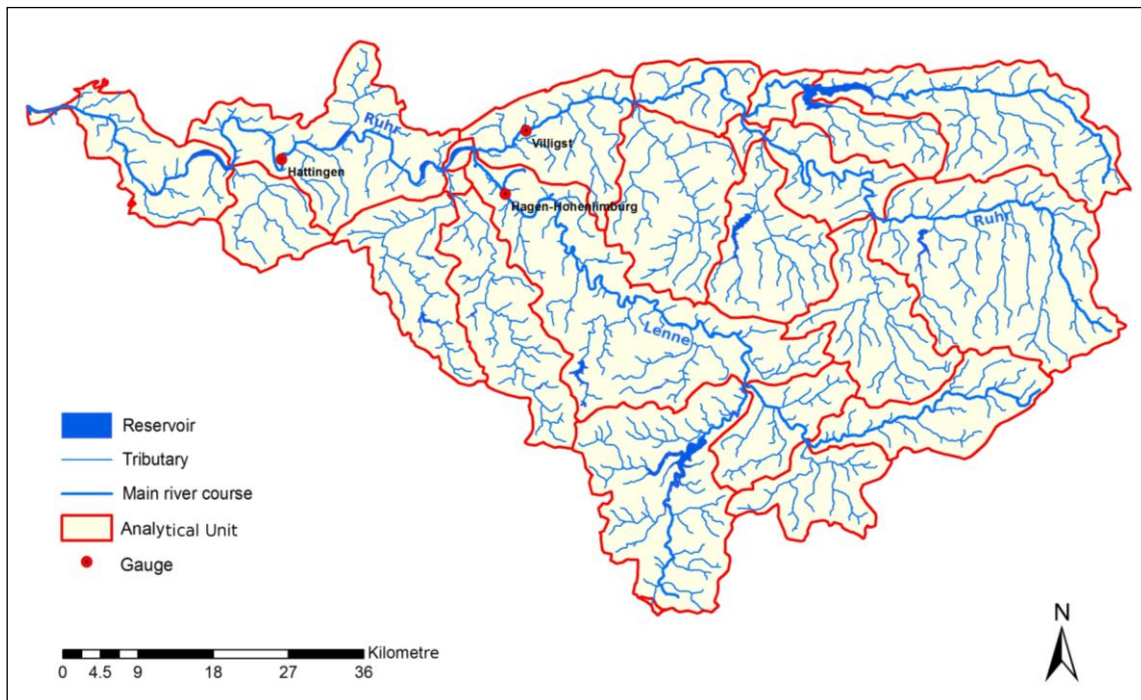 Ruhr
Villigst
Hattingen
Hagen-Hohenlimburg
Ruhr
Lenne
Reservoir
Tributary
Main river course
Analytical Unit
Gauge
N
Kilometre
0 4.5 9 18 27 36